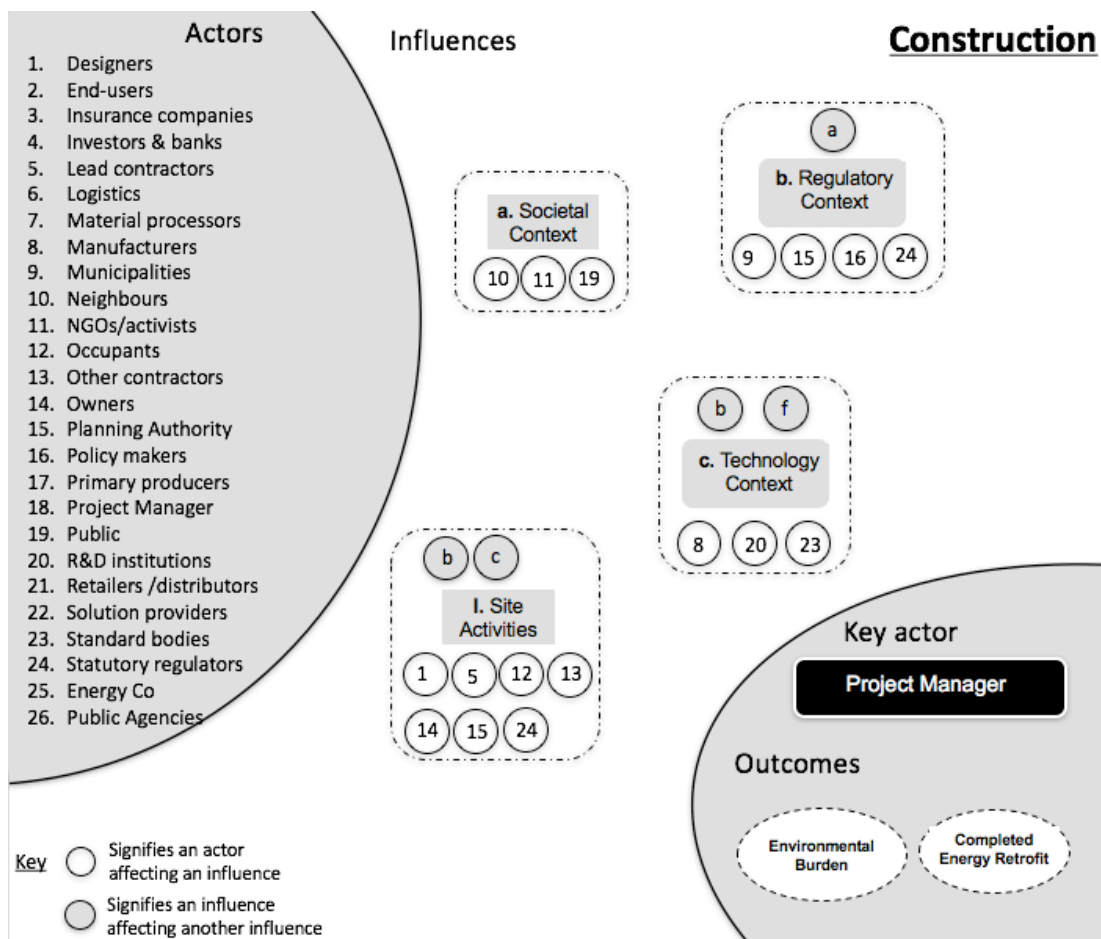 Actors
1. Designers
2. End-users
3. Insurance companies
4. Investors & banks
5. Lead contractors
6. Logistics
7. Material processors
8. Manufacturers
9. Municipalities
10. Neighbours
11. NGOs/activists
12. Occupants
13. Other contractors
14. Owners
15. Planning Authority
16. Policy makers
17. Primary producers
18. Project Manager
19. Public
20. R&D institutions
21. Retailers /distributors
22. Solution providers
23. Standard bodies
24. Statutory regulators
25. Energy Co
26. Public Agencies
Influences
Construction
a. Societal
Context
10 11 19
a
b. Regulatory
Context
9 15 16 24
b f
c. Technology
Context
8 20 23
b c
l. Site
Activities
1 5 12 13
14 15 24
Key actor
Project Manager
Outcomes
Environmental
Burden
Completed
Energy Retrofit
Key
Signifies an actor
affecting an influence
Signifies an influence
affecting another influence